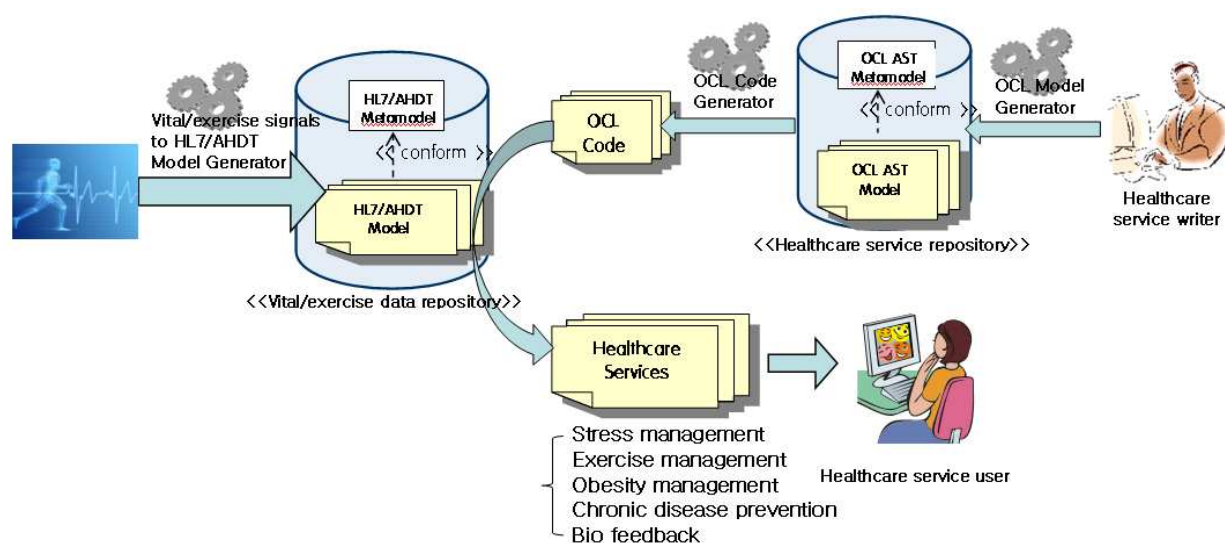 Vital/exercise signals
to HL7/AHDT
Model Generator
HL7/AHDT
Metamodel
<< conform >>
HL7/AHDT
Model
<<Vital/exercise data repository>>
OCL
Code
OCL Code
Generator
OCL AST
Metamodel
<< conform >>
OCL AST
Model
<<Healthcare service repository>>
OCL Model
Generator
Healthcare
service writer
Healthcare
Services
Stress management
Exercise management
Obesity management
Chronic disease prevention
Bio feedback
Healthcare service user